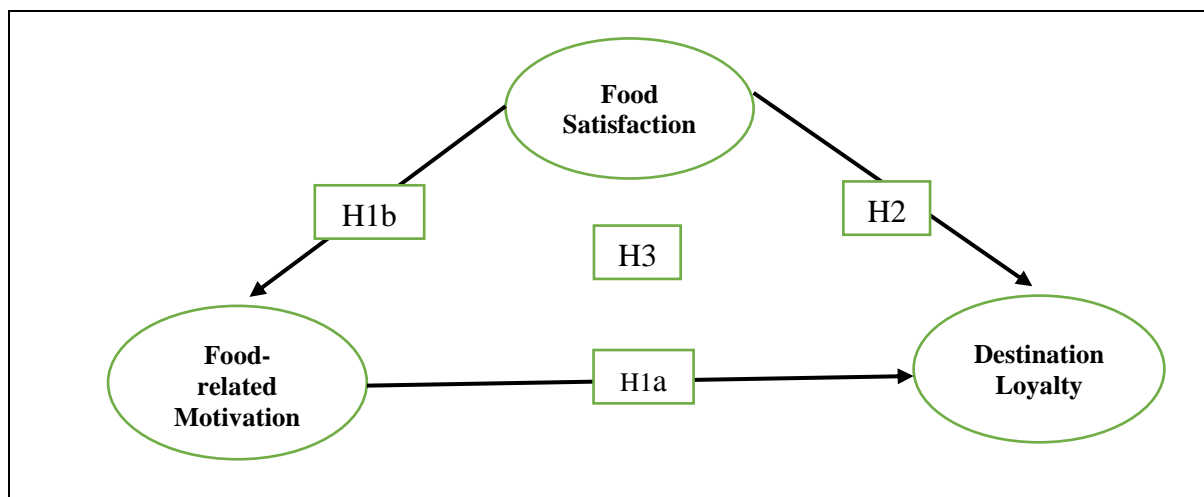 Food
Satisfaction
H1b
H2
H3
Food-
related
Motivation
H1a
Destination
Loyalty